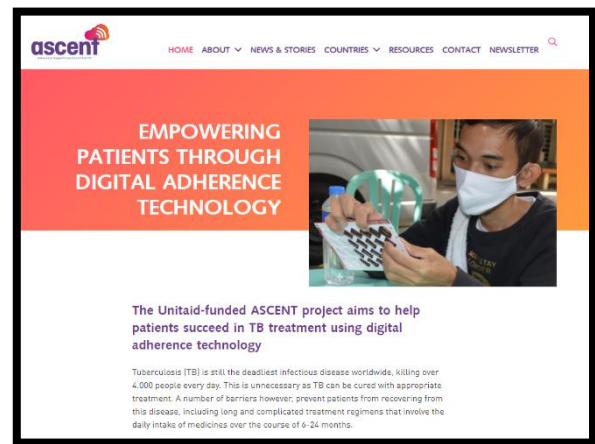 ascent
HOME ABOUT NEWS & STORIES COUNTRIES RESOURCES CONTACT NEWSLETTER
EMPOWERING
PATIENTS THROUGH
DIGITAL ADHERENCE
TECHNOLOGY
The Unitaid-funded ASCENT project aims to help
patients succeed in TB treatment using digital
adherence technology
Tuberculosis (TB) is still the deadliest infectious disease worldwide, killing over
4,000 people every day. This is unnecessary as TB can be cured with appropriate
treatment. A number of barriers however, prevent patients from recovering from
this disease, including long and complicated treatment regimens that involve the
daily intake of medicines over the course of 6-24 months.